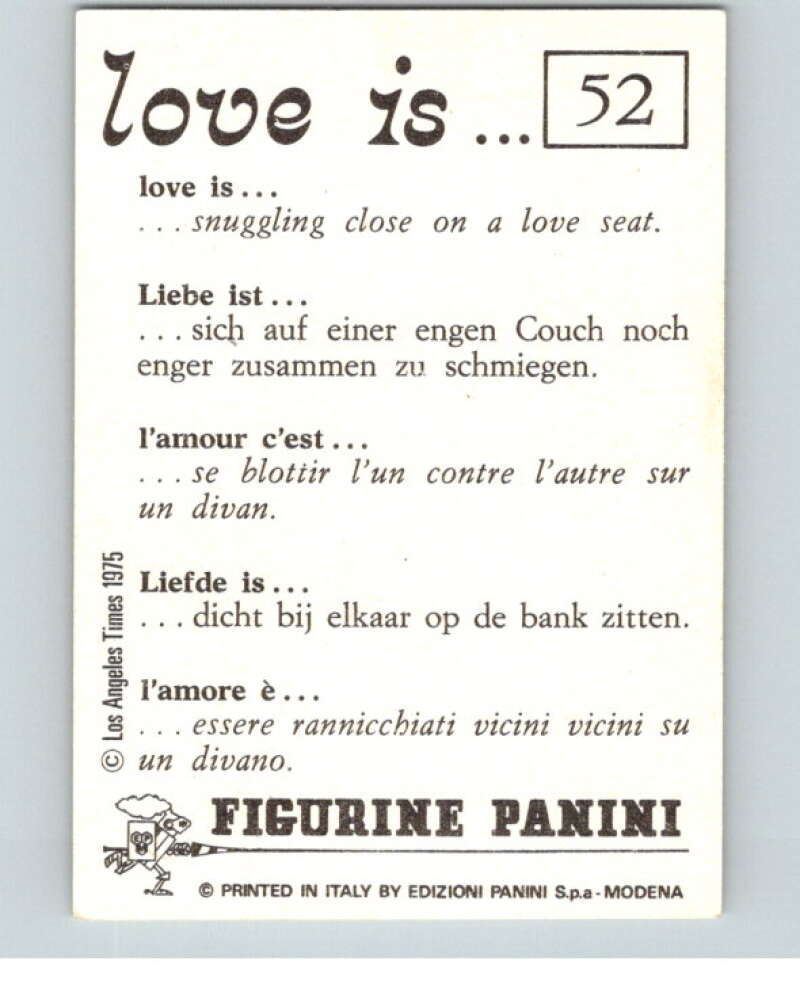 love is ...
52
love is...
...snuggling close on a love seat.
Liebe ist...
...sich auf einer engen Couch noch
enger zusammen zu schmiegen.
l'amour c'est...
...se blottir l'un contre l'autre sur
un divan.
Liefde is...
...dicht bij elkaar op de bank zitten.
l'amore è...
...essere rannicchiati vicini vicini su
un divano.
© Los Angeles Times 1975
FIGURINE PANINI
© PRINTED IN ITALY BY EDIZIONI PANINI S.p.a - MODENA